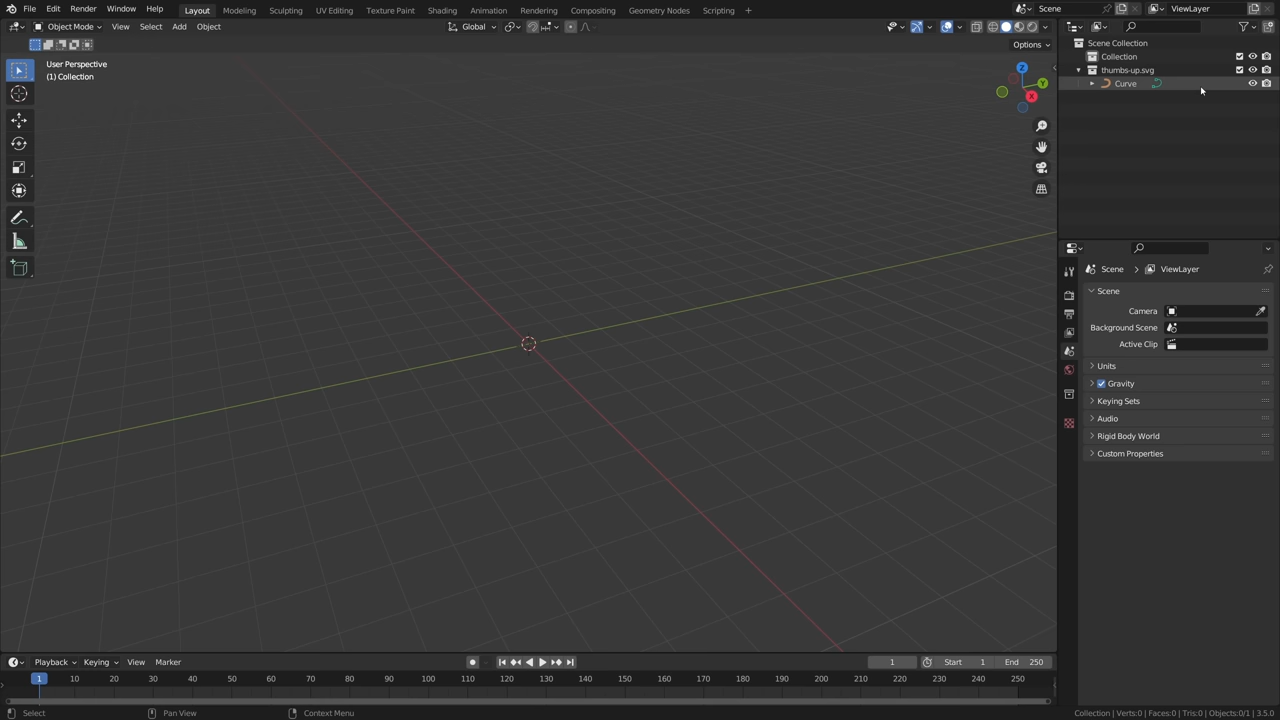 File Edit Render Window Help Layout Modeling Sculpting UV Editing Texture Paint Shading Animation Rendering Compositing Geometry Nodes Scripting Scene ViewLayer
Object Mode View Select Add Object Global
Options
User Perspective
(1) Collection
Z
Y
X
Scene Collection
Collection
thumbs-up.svg
Curve
Scene > ViewLayer
Scene
Camera
Background Scene
Active Clip
Units
Gravity
Keying Sets
Audio
Rigid Body World
Custom Properties
Playback Keying View Marker 1 Start 1 End 250
1 10 20 30 40 50 60 70 80 90 100 110 120 130 140 150 160 170 180 190 200 210 220 230 240 250
Select Pan View Context Menu Collection | Verts:0 | Faces:0 | Tris:0 | Objects:0/1 | 3.5.0